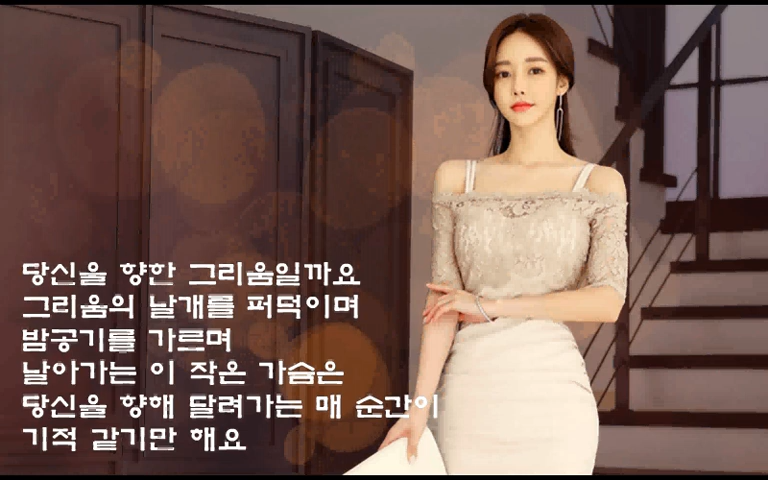 당신을 향한 그리움일까요
그리움의 날개를 퍼덕이며
밤공기를 가르며
날아가는 이 작은 가슴은
당신을 향해 달려가는 매 순간이
기적 같기만 해요